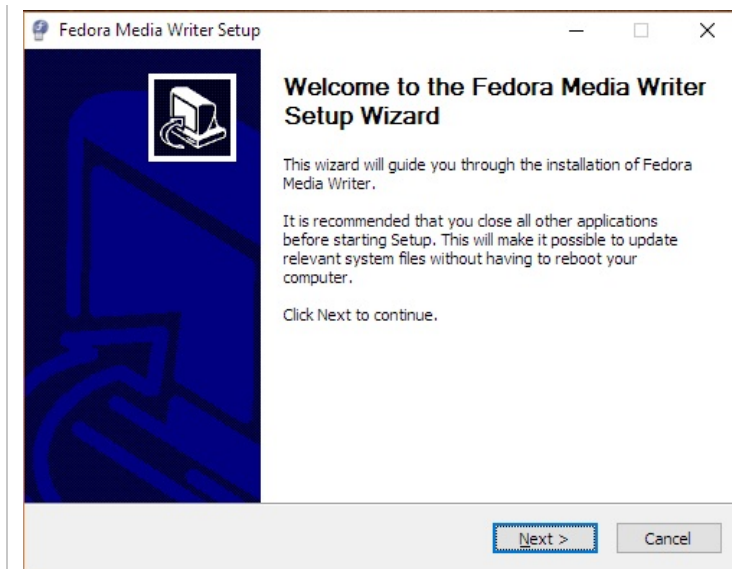 Fedora Media Writer Setup
Welcome to the Fedora Media Writer
Setup Wizard
This wizard will guide you through the installation of Fedora
Media Writer.
It is recommended that you close all other applications
before starting Setup. This will make it possible to update
relevant system files without having to reboot your
computer.
Click Next to continue.
Next >
Cancel